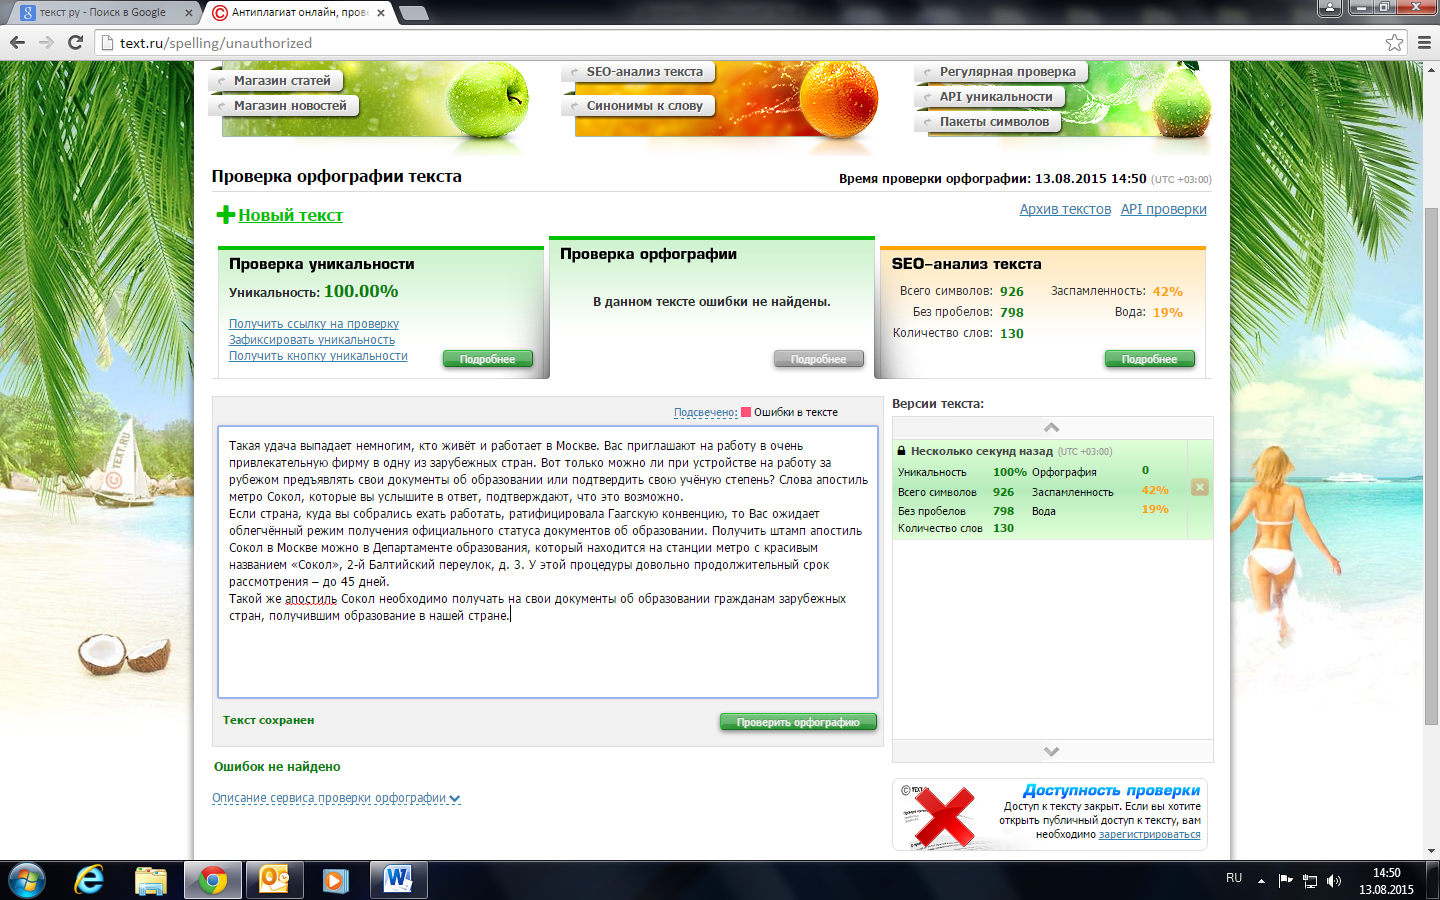 текст ру - Поиск в Google
Антиплагиат онлайн, прове
text.ru/spelling/unauthorized
Магазин статей
Магазин новостей
SEO-анализ текста
Синонимы к слову
Регулярная проверка
API уникальности
Пакеты символов
Проверка орфографии текста
Время проверки орфографии: 13.08.2015 14:50 (UTC +03:00)
Новый текст
Архив текстов API проверки
Проверка уникальности
Уникальность: 100.00%
Получить ссылку на проверку
Зафиксировать уникальность
Получить кнопку уникальности
Подробнее
Проверка орфографии
В данном тексте ошибки не найдены.
Подробнее
SEO-анализ текста
Всего символов: 926 Заспамленность: 42%
Без пробелов: 798 Вода: 19%
Количество слов: 130
Подробнее
Подсвечено: Ошибки в тексте
Такая удача выпадает немногим, кто живёт и работает в Москве. Вас приглашают на работу в очень
привлекательную фирму в одну из зарубежных стран. Вот только можно ли при устройстве на работу за
рубежом предъявлять свои документы об образовании или подтвердить свою учёную степень? Слова апостиль
метро Сокол, которые вы услышите в ответ, подтверждают, что это возможно.
Если страна, куда вы собрались ехать работать, ратифицировала Гаагскую конвенцию, то Вас ожидает
облегчённый режим получения официального статуса документов об образовании. Получить штамп апостиль
Сокол в Москве можно в Департаменте образования, который находится на станции метро с красивым
названием «Сокол», 2-й Балтийский переулок, д. 3. У этой процедуры довольно продолжительный срок
рассмотрения – до 45 дней.
Такой же апостиль Сокол необходимо получать на свои документы об образовании гражданам зарубежных
стран, получившим образование в нашей стране.
Текст сохранен
Проверить орфографию
Ошибок не найдено
Описание сервиса проверки орфографии
Версии текста:
Несколько секунд назад (UTC +03:00)
Уникальность 100% Орфография 0
Всего символов 926 Заспамленность 42%
Без пробелов 798 Вода 19%
Количество слов 130
Доступность проверки
Доступ к тексту закрыт. Если вы хотите
открыть публичный доступ к тексту, вам
необходимо зарегистрироваться
© TEXT.RU
RU
14:50
13.08.2015